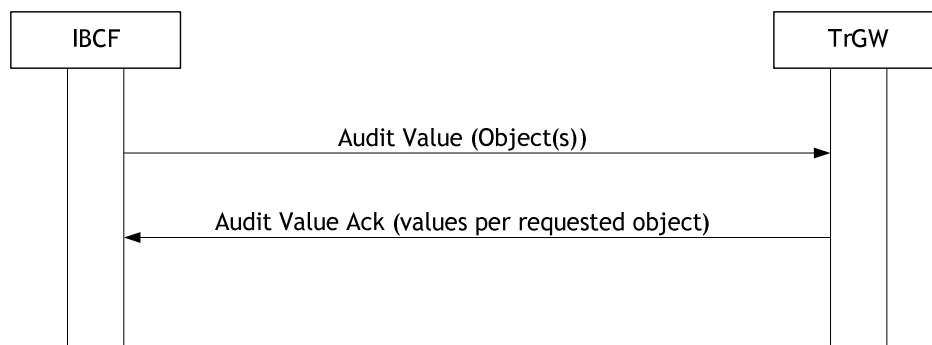 IBCF
TrGW
Audit Value (Object(s))
Audit Value Ack (values per requested object)